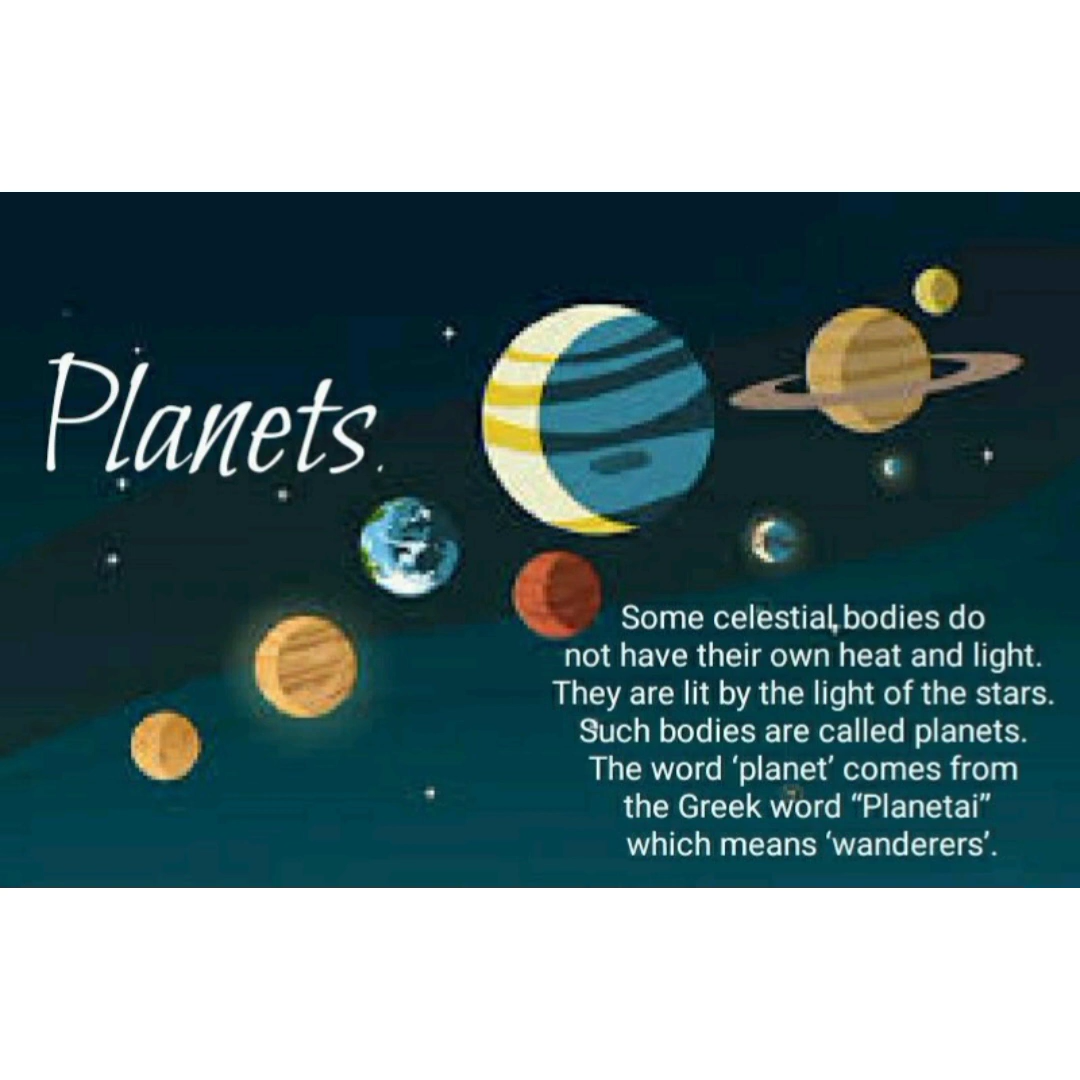 Planets.
Some celestial bodies do
not have their own heat and light.
They are lit by the light of the stars.
Such bodies are called planets.
The word ‘planet’ comes from
the Greek word “Planetai”
which means ‘wanderers’.